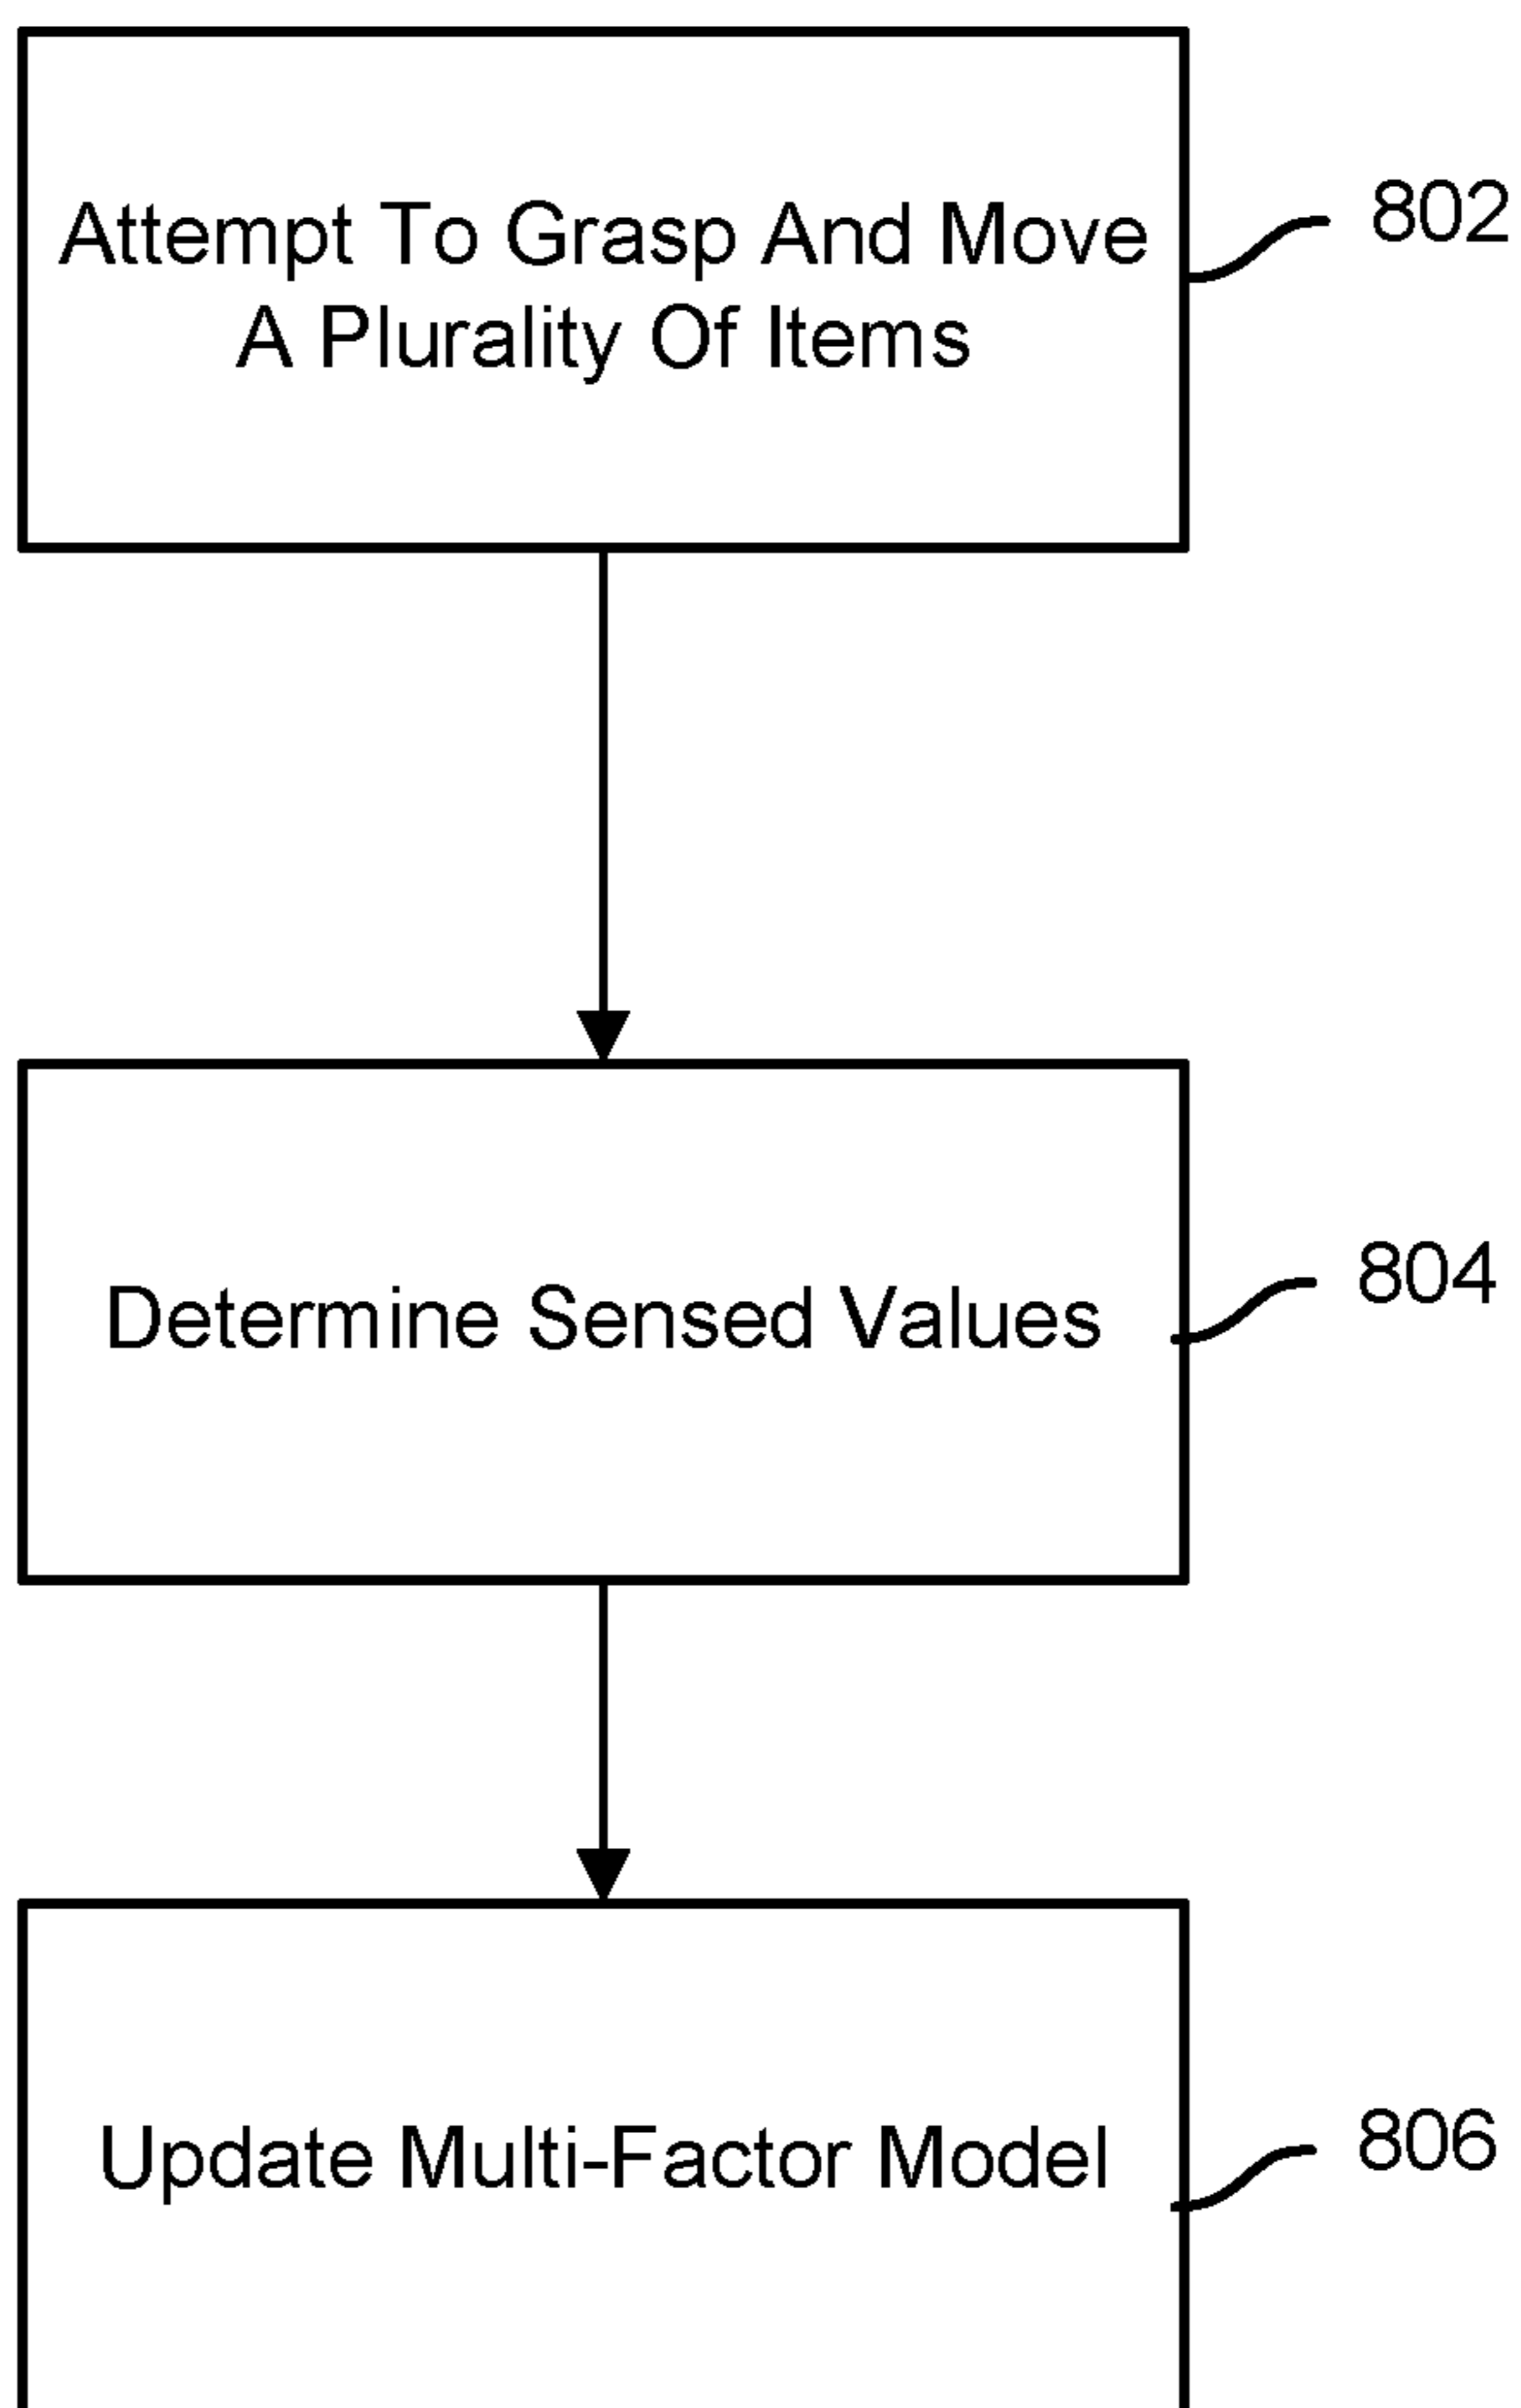 Attempt To Grasp And Move
A Plurality Of Items
802
Determine Sensed Values
804
Update Multi-Factor Model
806